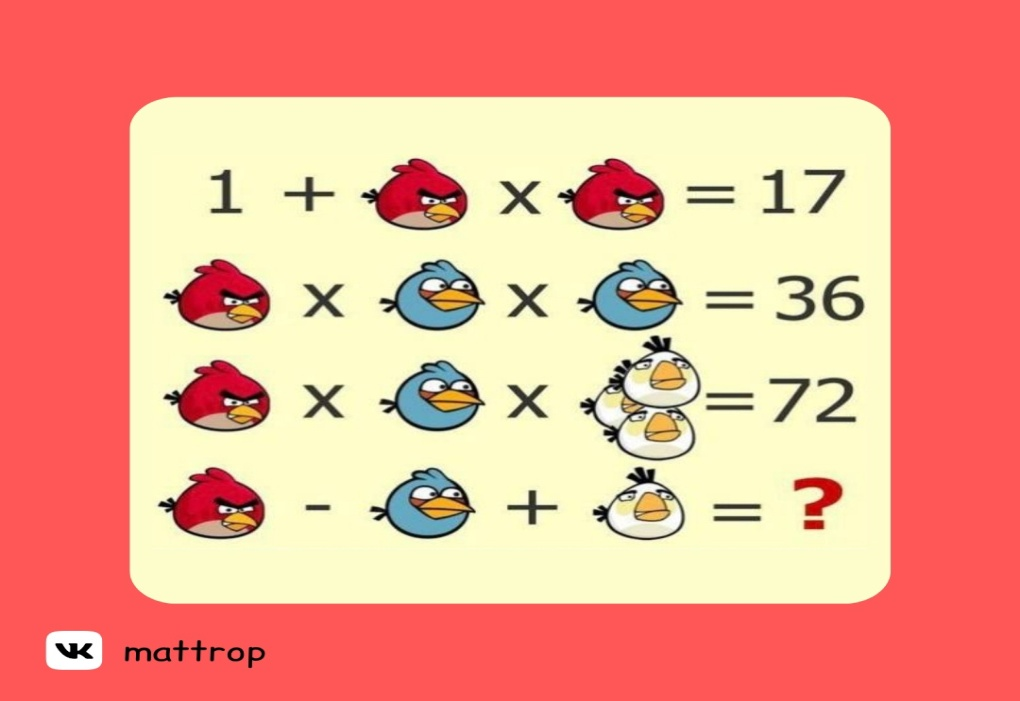 1 + x = 17
x x = 36
x x = 72
- + = ?
mattrop